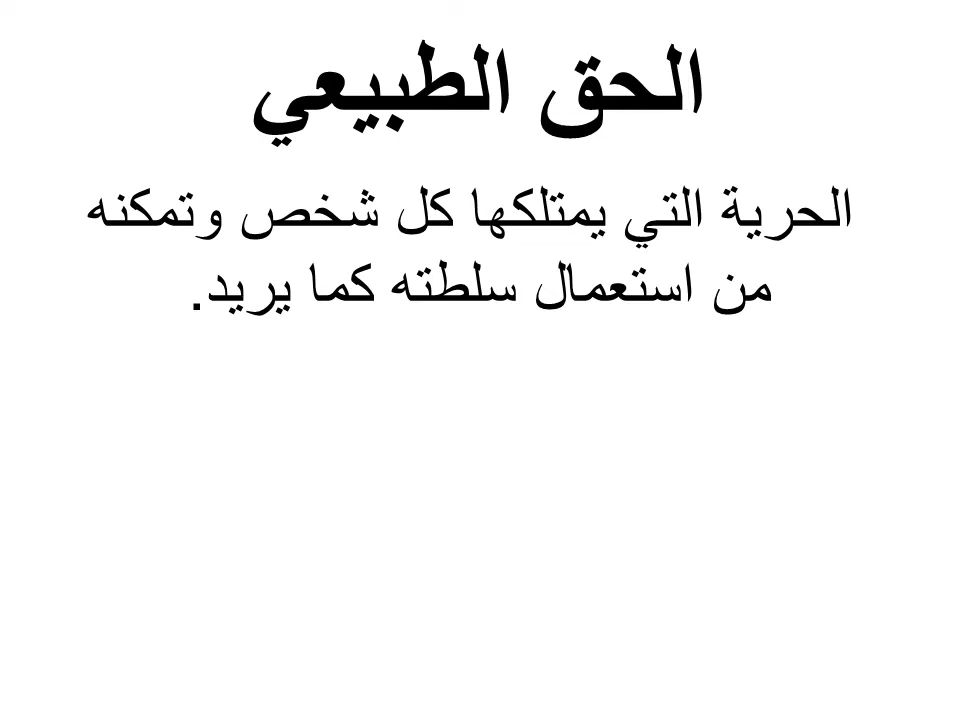 الحق الطبيعي
الحرية التي يمتلكها كل شخص وتمكنه
من استعمال سلطته كما يريد.